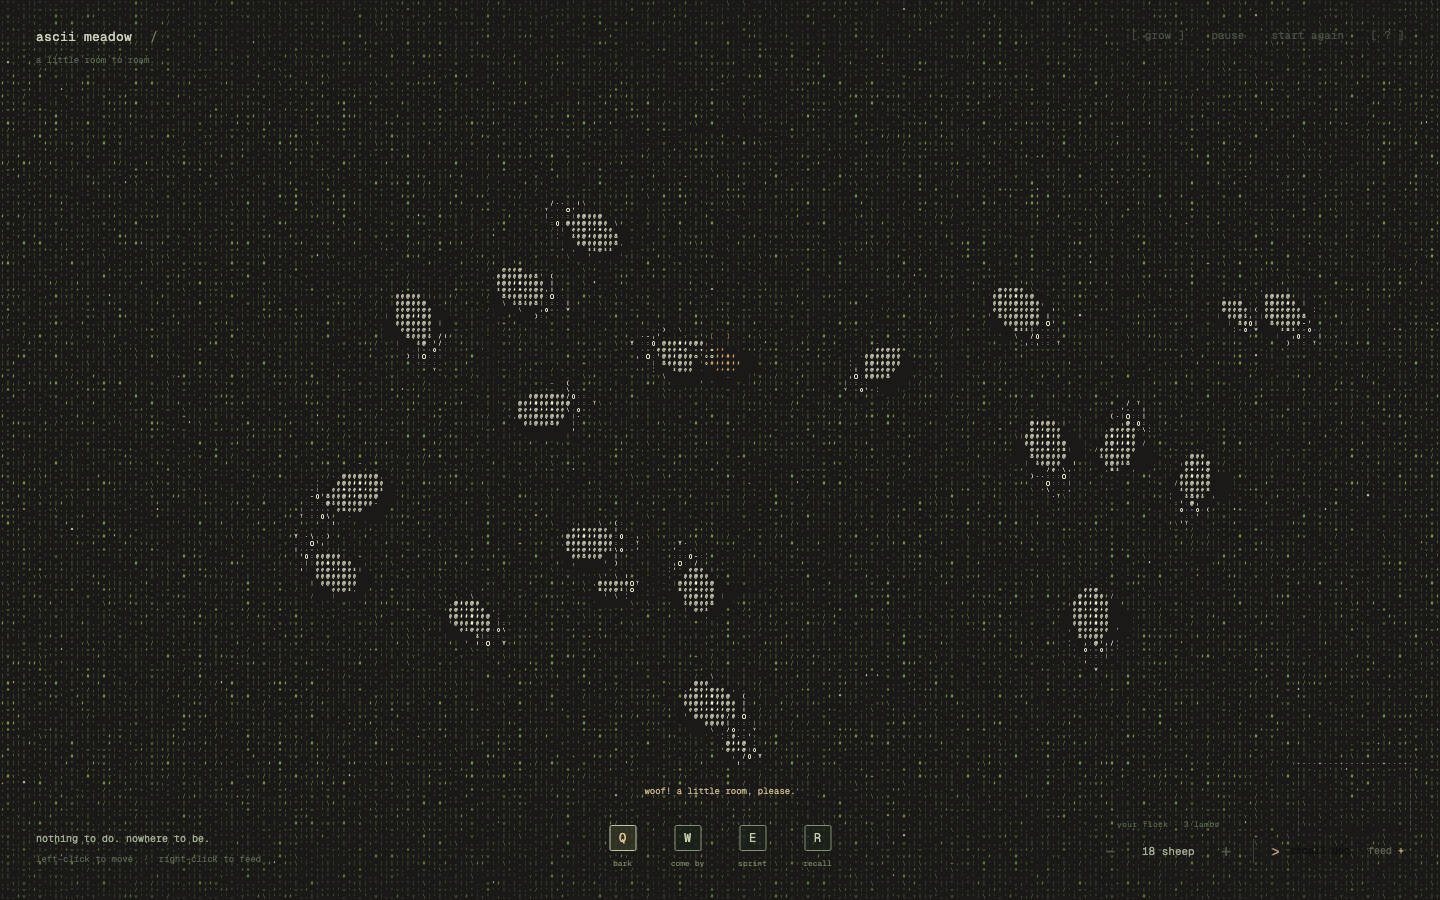 ascii meadow /
a little room to roam
[ grow ] pause start again [ ? ]
woof! a little room, please.
nothing to do. nowhere to be.
left-click to move · right-click to feed
Q W E R
bark come by sprint recall
your flock · 3 lambs
− 18 sheep + > feed +